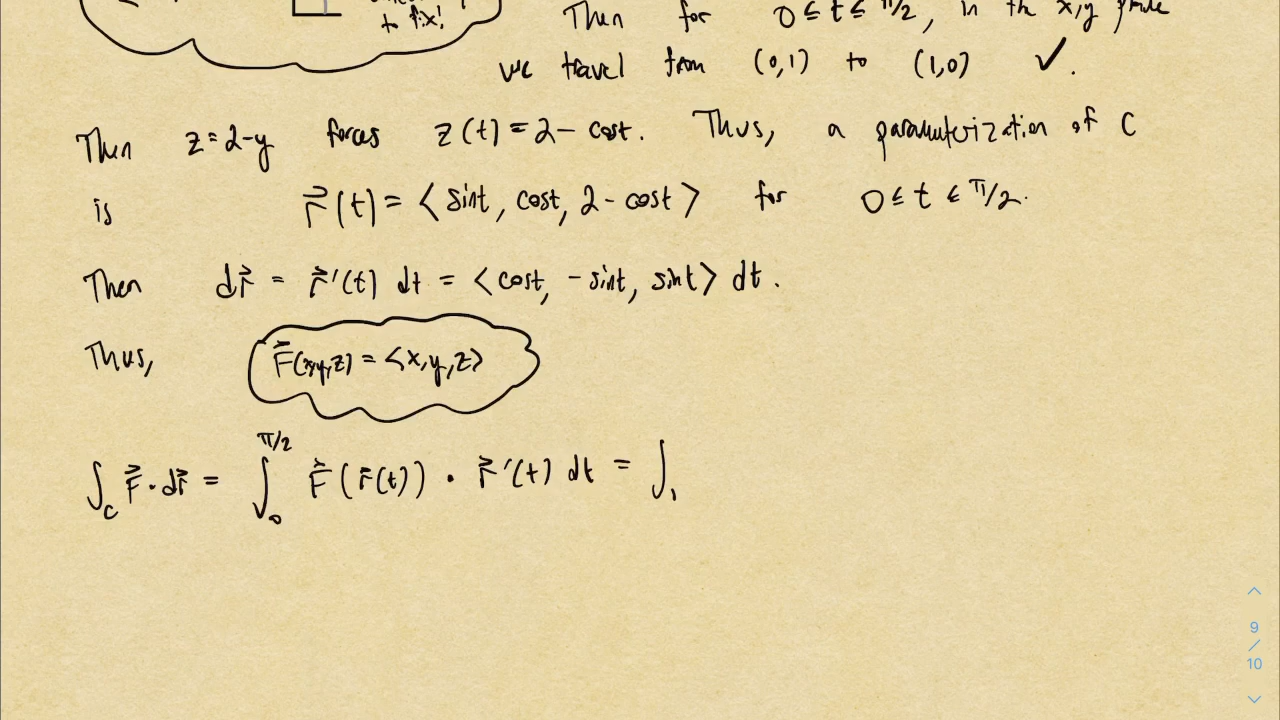 to fix! Then for 0 ≤ t ≤ π/2, in the x,y plane
we travel from (0,1) to (1,0) ✓.
Then z=2-y forces z(t) = 2 - cost. Thus, a parameterization of C
is r⃗(t) = <sint, cost, 2 - cost> for 0 ≤ t ≤ π/2.
Then dr⃗ = r⃗'(t) dt = <cost, -sint, sint> dt.
Thus, F⃗(x,y,z) = <x,y,z>
∫_C F⃗ · dr⃗ = ∫_0^{π/2} F⃗(r⃗(t)) · r⃗'(t) dt = ∫
9
/
10